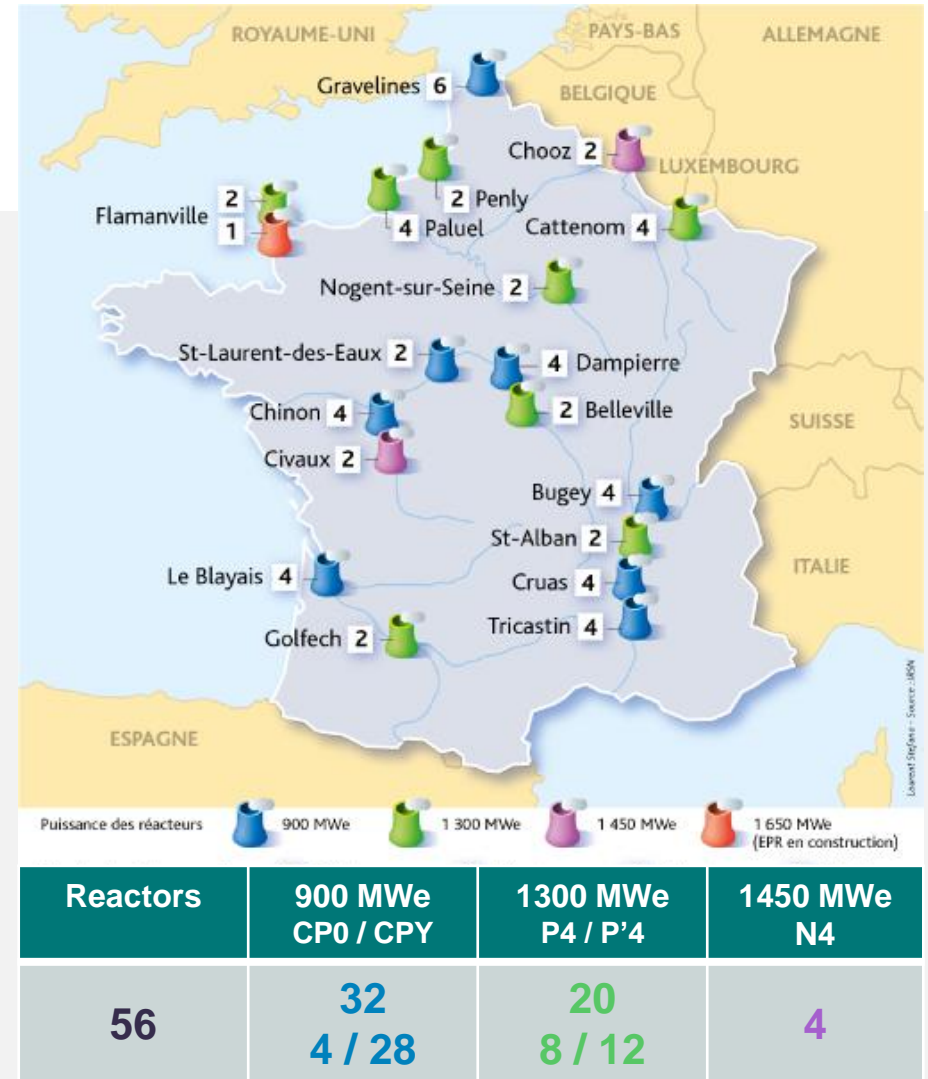 ROYAUME-UNI
PAYS-BAS
ALLEMAGNE
Gravelines 6
BELGIQUE
Chooz 2
LUXEMBOURG
2 Penly
Flamanville 2
1
4 Paluel
Cattenom 4
Nogent-sur-Seine 2
St-Laurent-des-Eaux 2
4 Dampierre
Chinon 4
2 Belleville
SUISSE
Civaux 2
Bugey 4
St-Alban 2
Le Blayais 4
Cruas 4
ITALIE
Golfech 2
Tricastin 4
ESPAGNE
Laurent Stefano - Source : IRSN
Puissance des réacteurs
900 MWe
1 300 MWe
1 450 MWe
1 650 MWe
(EPR en construction)
Reactors
900 MWe
CP0 / CPY
1300 MWe
P4 / P'4
1450 MWe
N4
56
32
4 / 28
20
8 / 12
4